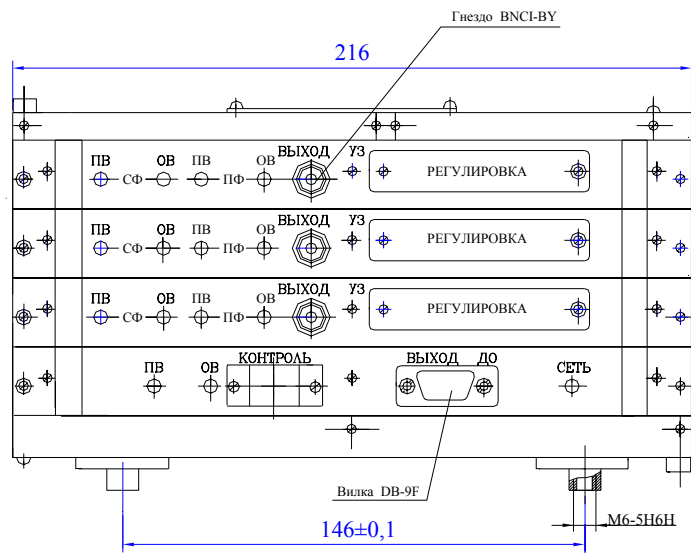 Гнездо BNCI-BY
216
ПВ ОВ ПВ ОВ ВЫХОД УЗ
СФ ПФ РЕГУЛИРОВКА
ПВ ОВ ПВ ОВ ВЫХОД УЗ
СФ ПФ РЕГУЛИРОВКА
ПВ ОВ ПВ ОВ ВЫХОД УЗ
СФ ПФ РЕГУЛИРОВКА
ПВ ОВ КОНТРОЛЬ ВЫХОД ДО СЕТЬ
Вилка DB-9F
146±0,1
М6-5Н6Н